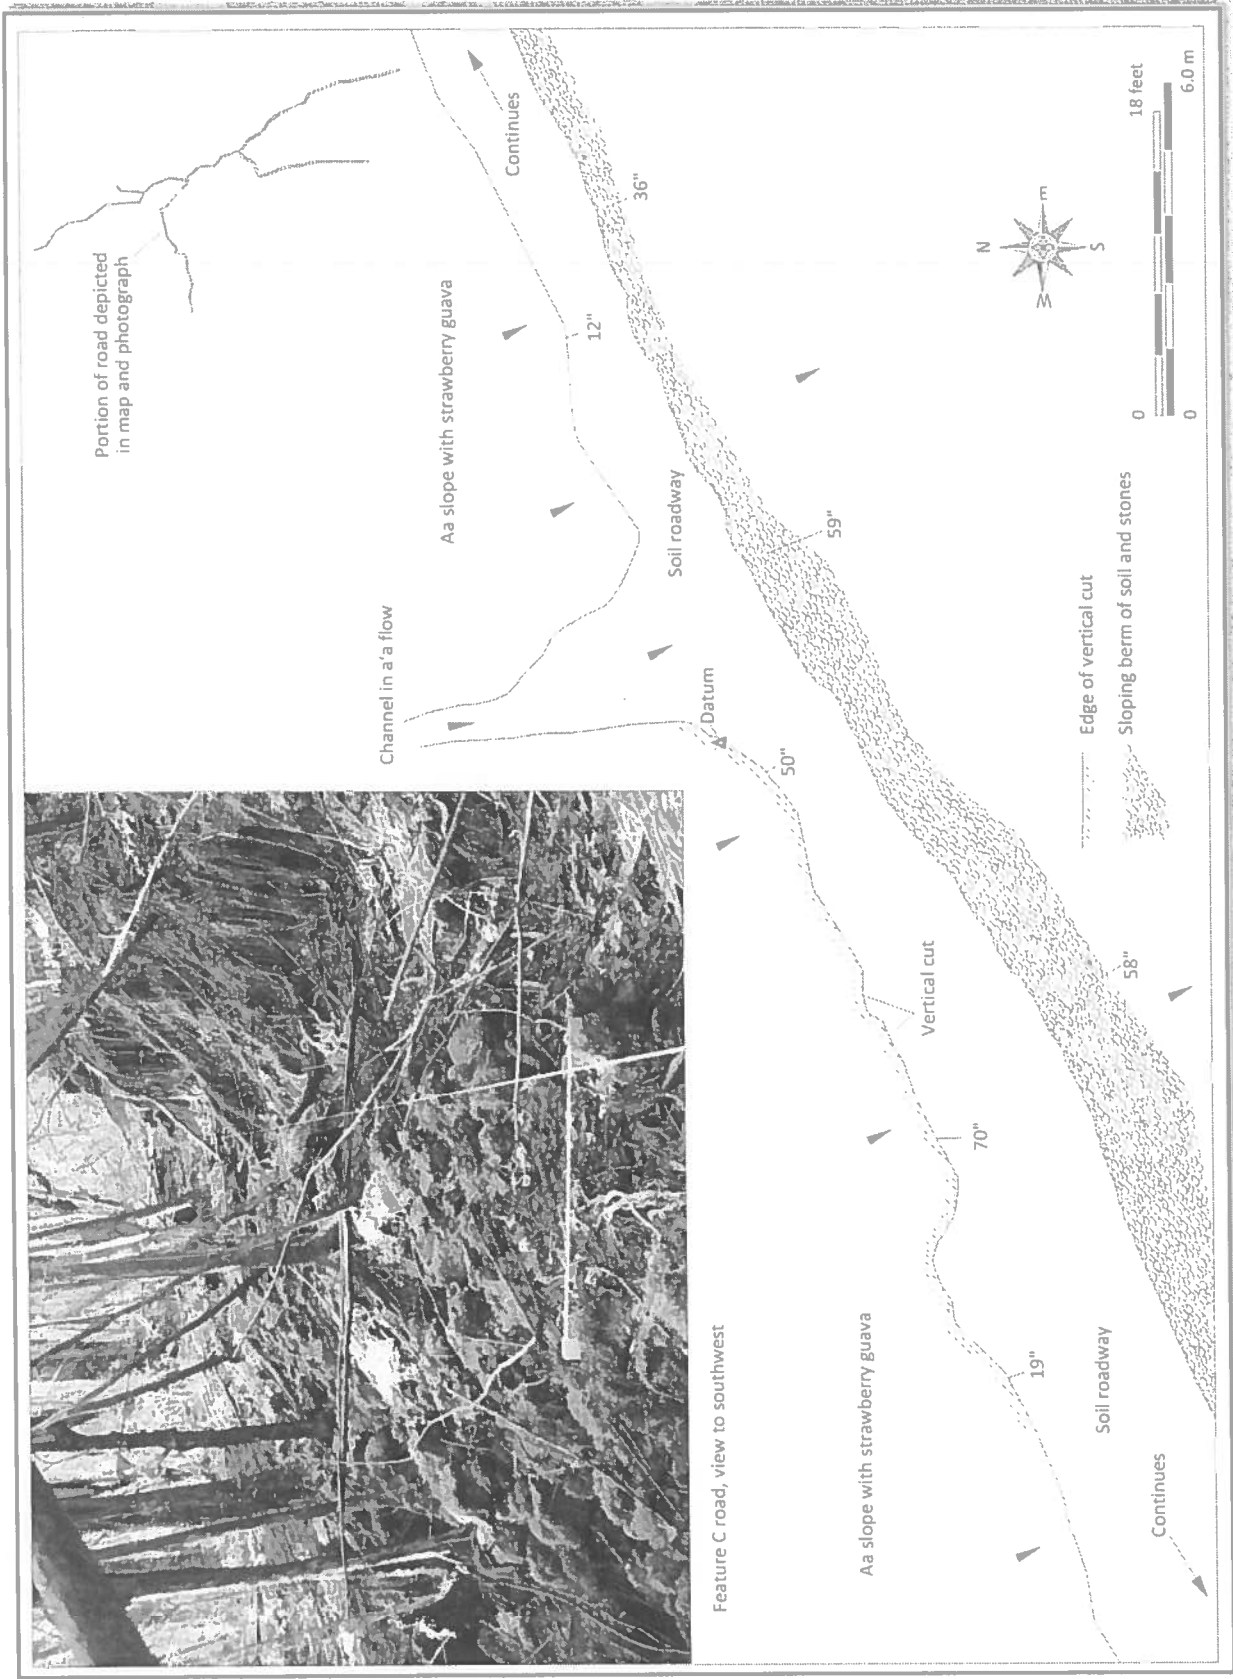 Portion of road depicted
in map and photograph
Continues
36"
Aa slope with strawberry guava
12"
Channel in a'a flow
Soil roadway
59"
Datum
50"
Vertical cut
58"
70"
Feature C road, view to southwest
Aa slope with strawberry guava
19"
Soil roadway
Continues
N
E
S
W
0
18 feet
0
6.0 m
Edge of vertical cut
Sloping berm of soil and stones